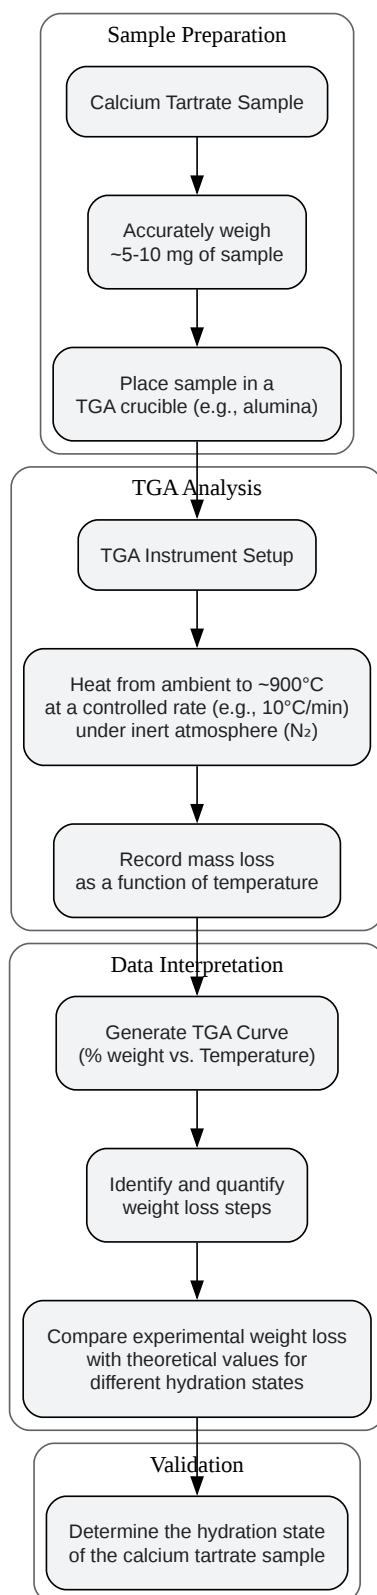 Sample Preparation
Calcium Tartrate Sample
Accurately weigh
~5-10 mg of sample
Place sample in a
TGA crucible (e.g., alumina)
TGA Analysis
TGA Instrument Setup
Heat from ambient to ~900°C
at a controlled rate (e.g., 10°C/min)
under inert atmosphere (N₂)
Record mass loss
as a function of temperature
Data Interpretation
Generate TGA Curve
(% weight vs. Temperature)
Identify and quantify
weight loss steps
Compare experimental weight loss
with theoretical values for
different hydration states
Validation
Determine the hydration state
of the calcium tartrate sample